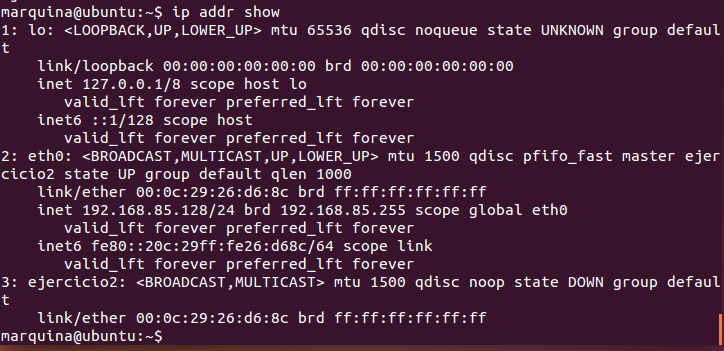 marquina@ubuntu:~$ ip addr show
1: lo: <LOOPBACK,UP,LOWER_UP> mtu 65536 qdisc noqueue state UNKNOWN group defaul
t
    link/loopback 00:00:00:00:00:00 brd 00:00:00:00:00:00
    inet 127.0.0.1/8 scope host lo
       valid_lft forever preferred_lft forever
    inet6 ::1/128 scope host
       valid_lft forever preferred_lft forever
2: eth0: <BROADCAST,MULTICAST,UP,LOWER_UP> mtu 1500 qdisc pfifo_fast master ejer
cicio2 state UP group default qlen 1000
    link/ether 00:0c:29:26:d6:8c brd ff:ff:ff:ff:ff:ff
    inet 192.168.85.128/24 brd 192.168.85.255 scope global eth0
       valid_lft forever preferred_lft forever
    inet6 fe80::20c:29ff:fe26:d68c/64 scope link
       valid_lft forever preferred_lft forever
3: ejercicio2: <BROADCAST,MULTICAST> mtu 1500 qdisc noop state DOWN group defaul
t
    link/ether 00:0c:29:26:d6:8c brd ff:ff:ff:ff:ff:ff
marquina@ubuntu:~$